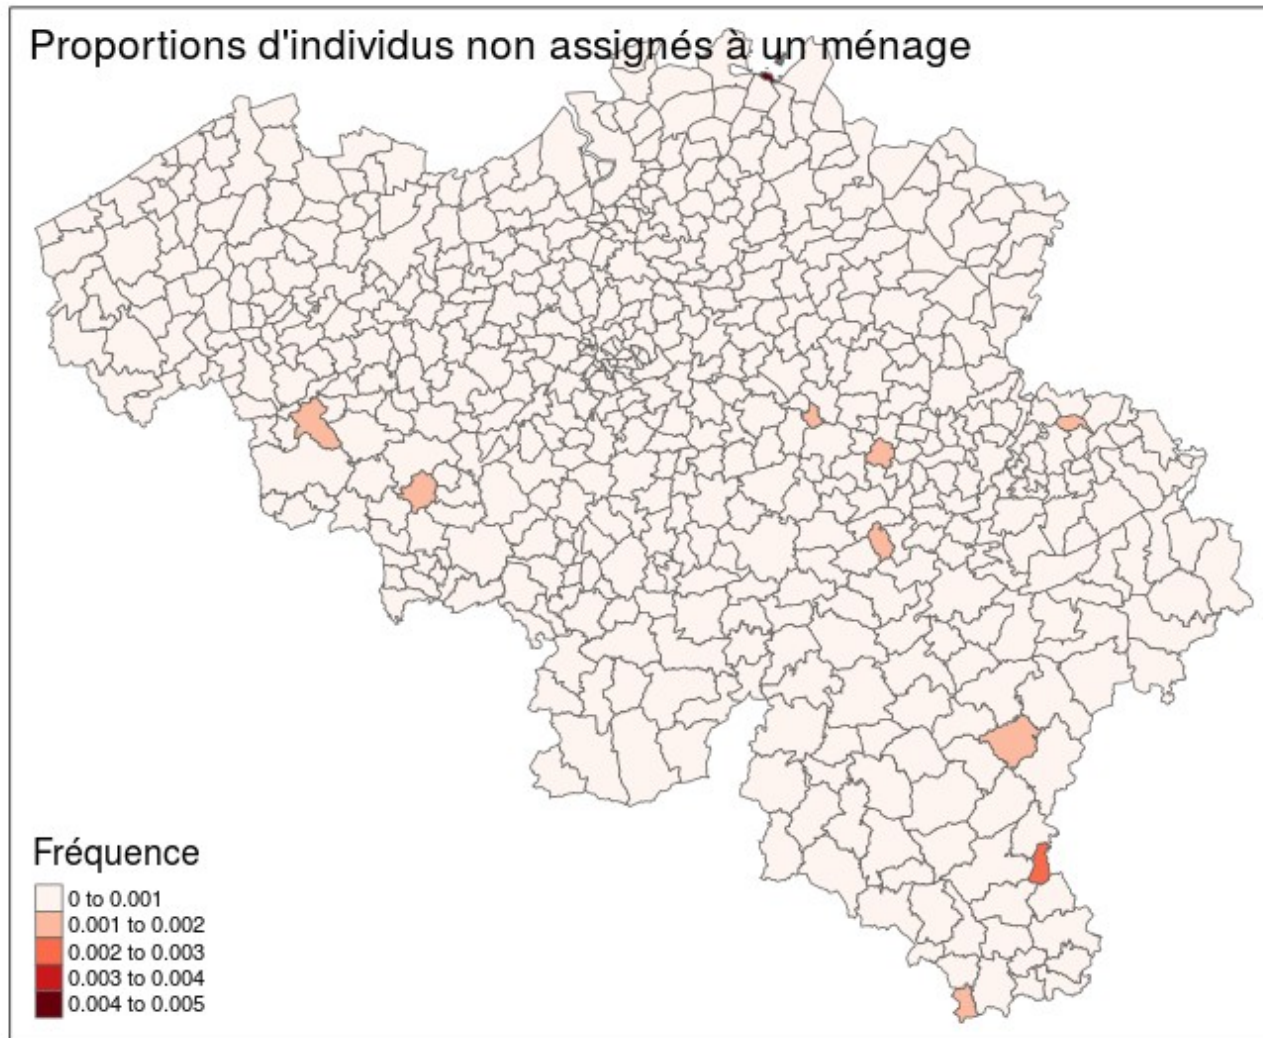 Proportions d'individus non assignés à un ménage
Fréquence
0 to 0.001
0.001 to 0.002
0.002 to 0.003
0.003 to 0.004
0.004 to 0.005